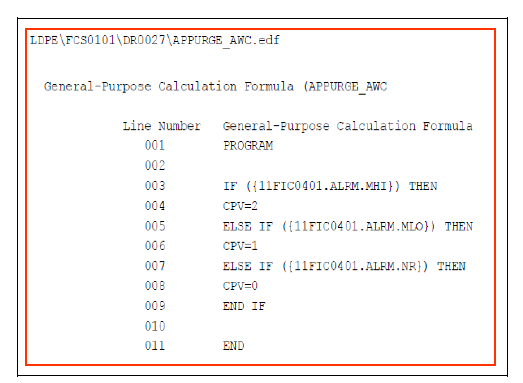 LDPE\FCS0101\DR0027\APPURGE_AWC.edf
General-Purpose Calculation Formula (APPURGE_AWC
Line Number General-Purpose Calculation Formula
001 PROGRAM
002
003 IF ({11FIC0401.ALRM.MHI}) THEN
004 CPV=2
005 ELSE IF ({11FIC0401.ALRM.MLO}) THEN
006 CPV=1
007 ELSE IF ({11FIC0401.ALRM.NR}) THEN
008 CPV=0
009 END IF
010
011 END